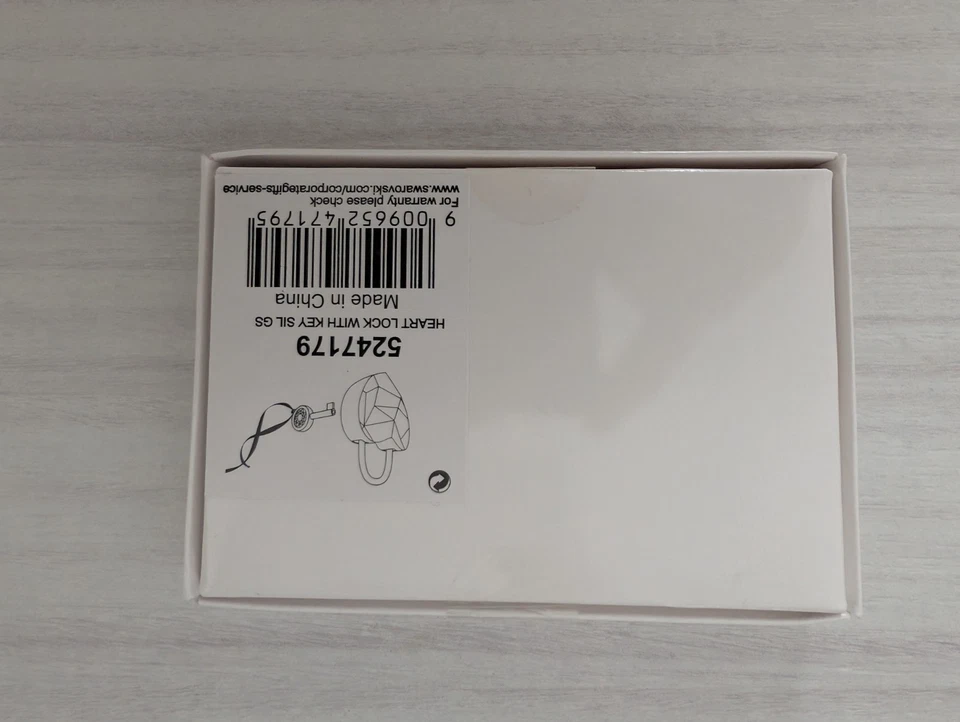 5247179
HEART LOCK WITH KEY SIL GS
Made in China
9 009652 471795
For warranty please check
www.swarovski.com/corporategifts-service